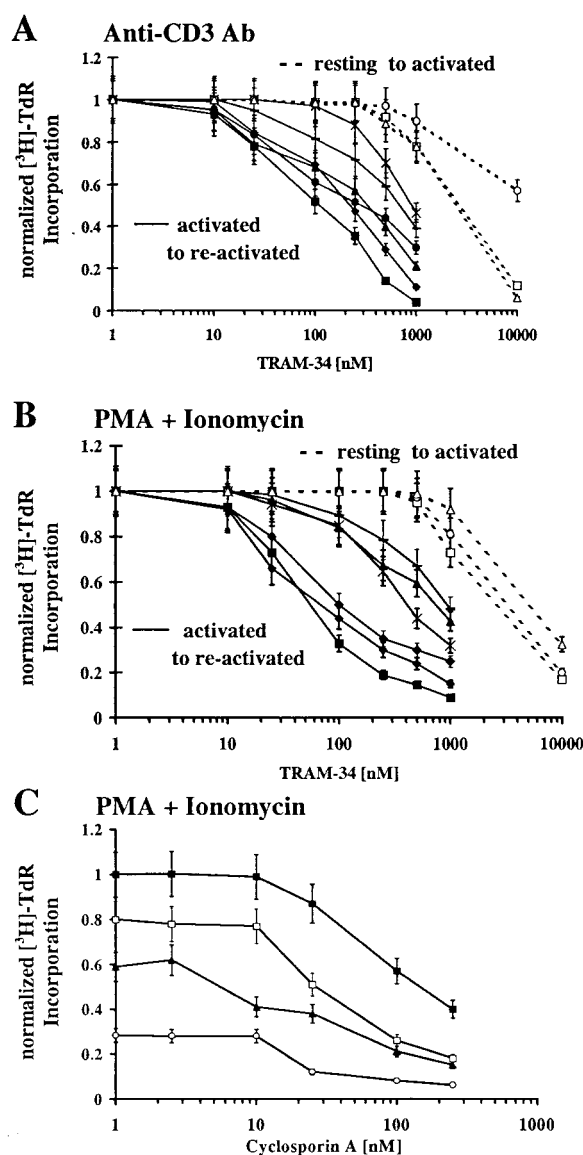 A Anti-CD3 Ab
1.2
1
0.8
0.6
0.4
0.2
0
normalized [³H]-TdR
Incorporation
-- resting to activated
— activated
to re-activated
1 10 100 1000 10000
TRAM-34 [nM]
B PMA + Ionomycin
1.2
1
0.8
0.6
0.4
0.2
0
normalized [³H]-TdR
Incorporation
-- resting to activated
— activated
to re-activated
1 10 100 1000 10000
TRAM-34 [nM]
C PMA + Ionomycin
1.2
1
0.8
0.6
0.4
0.2
0
normalized [³H]-TdR
Incorporation
1 10 100 1000
Cyclosporin A [nM]